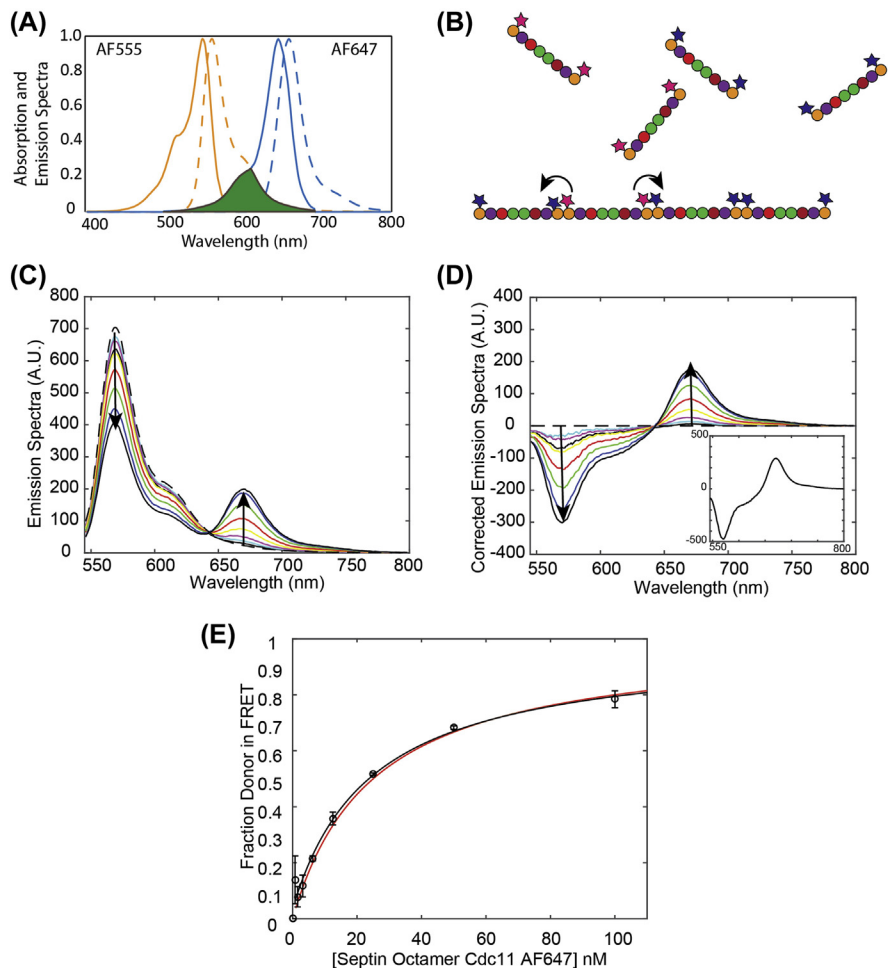 (A)
AF555
AF647
Absorption and
Emission Spectra
1.0
0.8
0.6
0.4
0.2
0
400 500 600 700 800
Wavelength (nm)
(B)
(C)
Emission Spectra (A.U.)
800
700
600
500
400
300
200
100
0
550 600 650 700 750 800
Wavelength (nm)
(D)
Corrected Emission Spectra (A.U.)
400
300
200
100
0
-100
-200
-300
-400
500
0
-500
550 800
550 600 650 700 750 800
Wavelength (nm)
(E)
Fraction Donor in FRET
1
0.9
0.8
0.7
0.6
0.5
0.4
0.3
0.2
0.1
0
0 20 40 60 80 100
[Septin Octamer Cdc11 AF647] nM